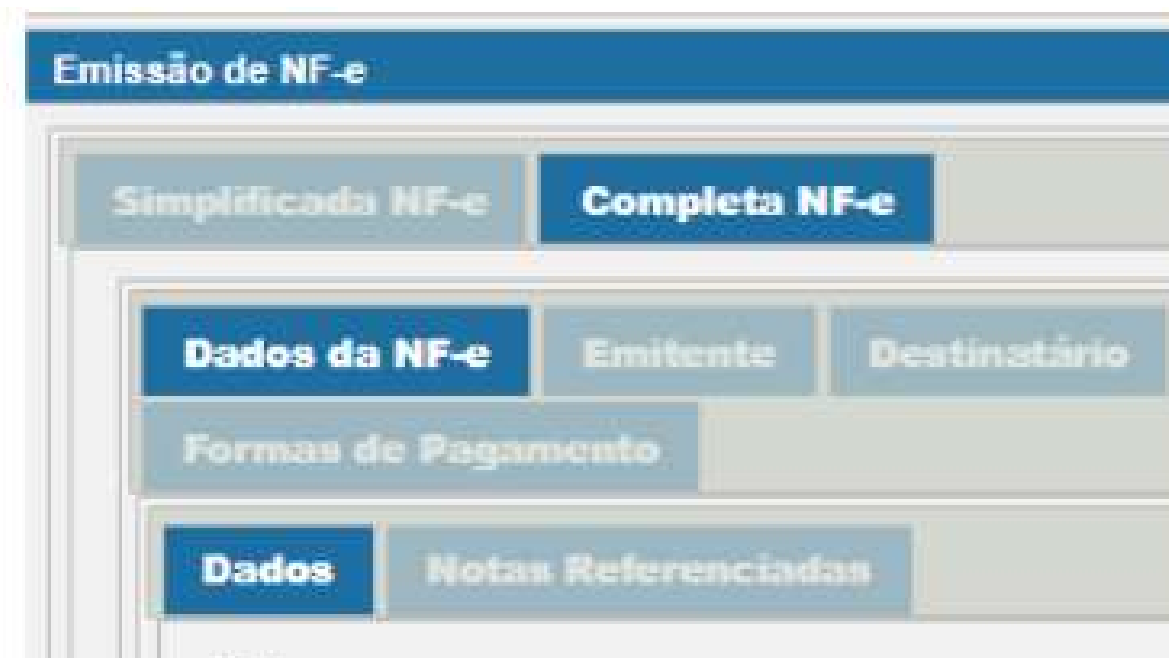 Emissão de NF-e
Simplificada NF-e Completa NF-e
Dados da NF-e Emitente Destinatário
Formas de Pagamento
Dados Notas Referenciadas